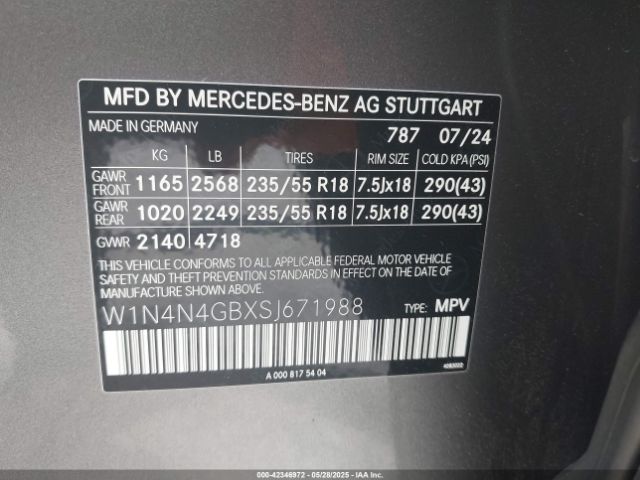 MFD BY MERCEDES-BENZ AG STUTTGART
MADE IN GERMANY 787 07/24
KG LB TIRES RIM SIZE COLD KPA (PSI)
GAWR FRONT 1165 2568 235/55 R18 7.5Jx18 290(43)
GAWR REAR 1020 2249 235/55 R18 7.5Jx18 290(43)
GVWR 2140 4718
THIS VEHICLE CONFORMS TO ALL APPLICABLE FEDERAL MOTOR VEHICLE
SAFETY AND THEFT PREVENTION STANDARDS IN EFFECT ON THE DATE OF
MANUFACTURE SHOWN ABOVE.
W1N4N4GBXSJ671988 TYPE: MPV
A 000 817 54 04
000-42346972 - 05/28/2025 - IAAI.COM